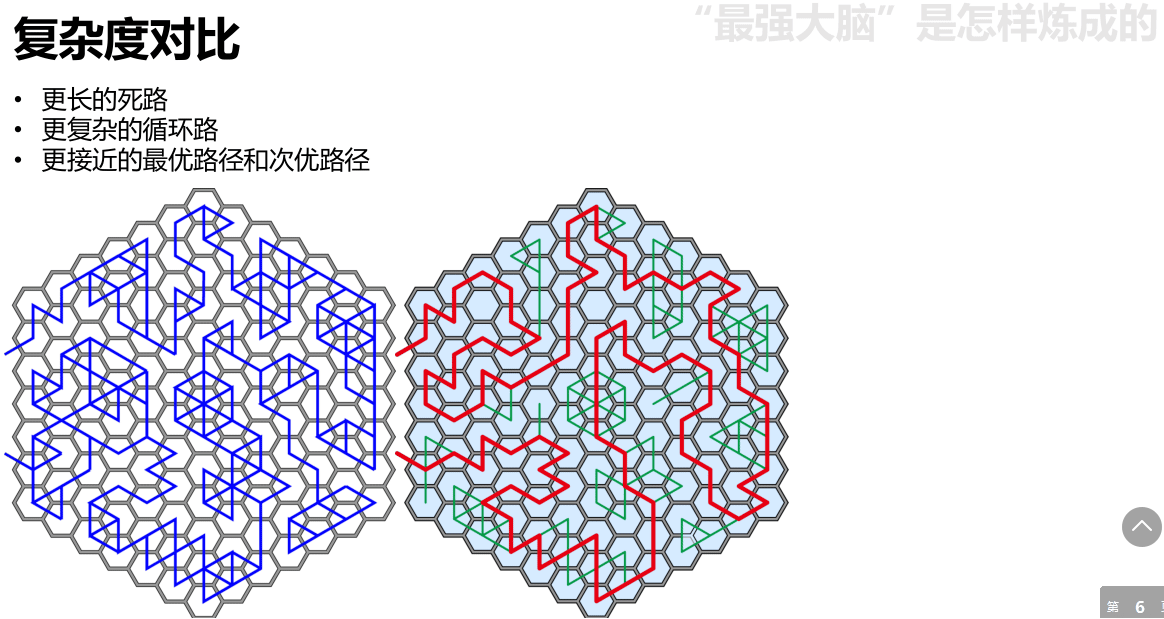 “最强大脑”是怎样炼成的
复杂度对比
• 更长的死路
• 更复杂的循环路
• 更接近的最优路径和次优路径
第 6